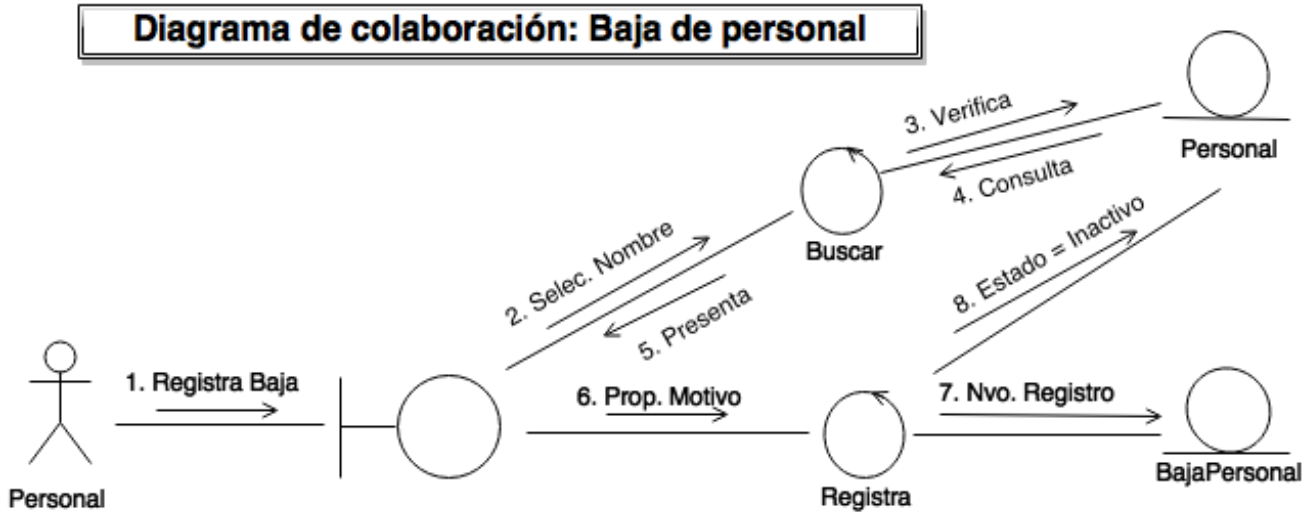 Diagrama de colaboración: Baja de personal
3. Verifica
Personal
4. Consulta
Buscar
2. Selec. Nombre
8. Estado = Inactivo
5. Presenta
1. Registra Baja
6. Prop. Motivo
7. Nvo. Registro
Personal
Registra
BajaPersonal